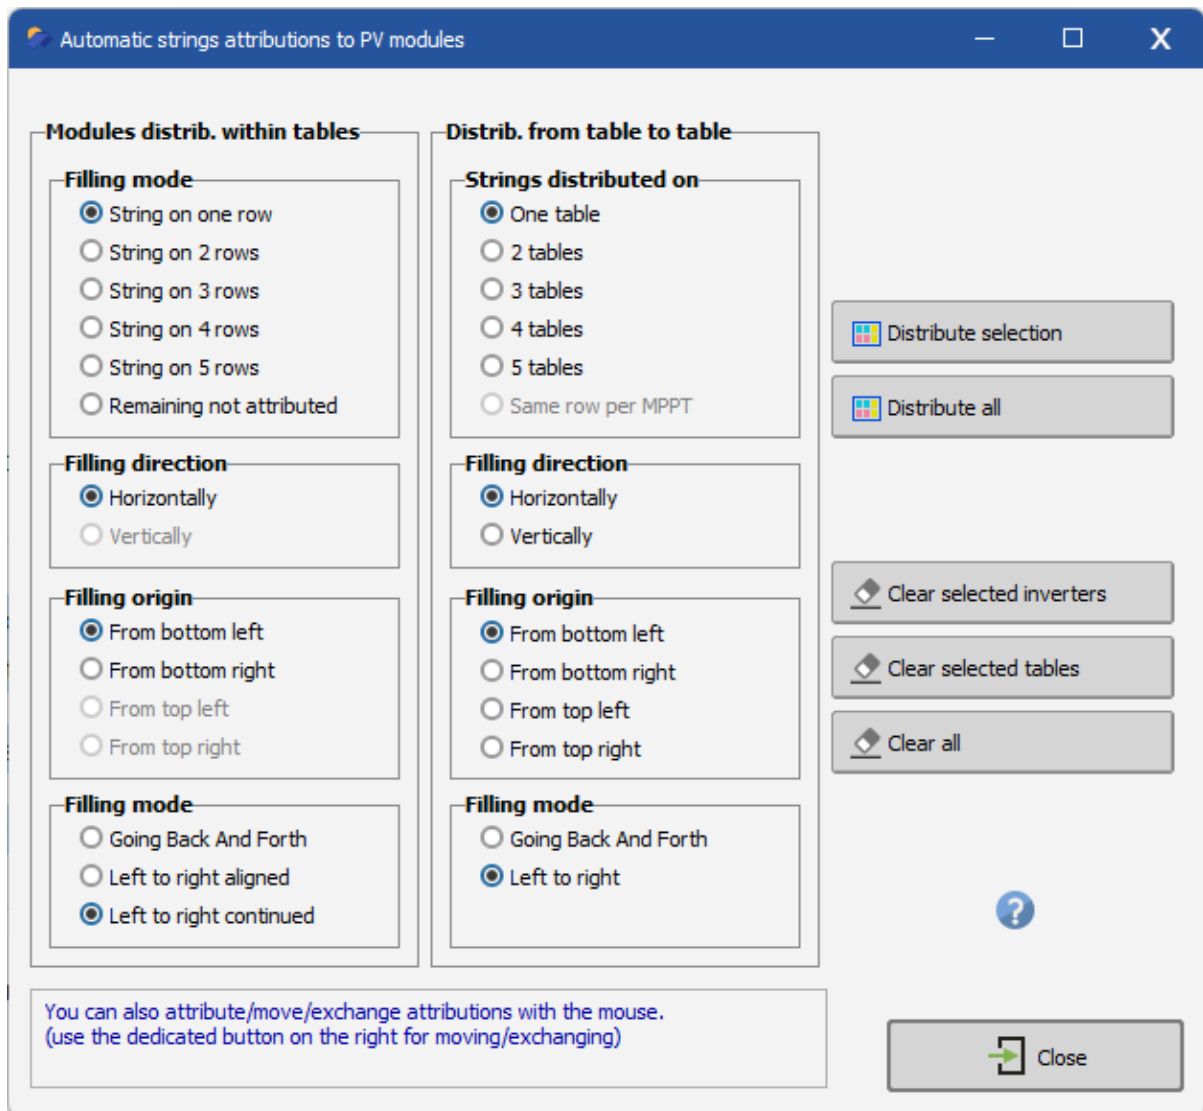 Automatic strings attributions to PV modules
Modules distrib. within tables
Filling mode
String on one row
String on 2 rows
String on 3 rows
String on 4 rows
String on 5 rows
Remaining not attributed
Filling direction
Horizontally
Vertically
Filling origin
From bottom left
From bottom right
From top left
From top right
Filling mode
Going Back And Forth
Left to right aligned
Left to right continued
Distrib. from table to table
Strings distributed on
One table
2 tables
3 tables
4 tables
5 tables
Same row per MPPT
Filling direction
Horizontally
Vertically
Filling origin
From bottom left
From bottom right
From top left
From top right
Filling mode
Going Back And Forth
Left to right
Distribute selection
Distribute all
Clear selected inverters
Clear selected tables
Clear all
?
You can also attribute/move/exchange attributions with the mouse.
(use the dedicated button on the right for moving/exchanging)
Close